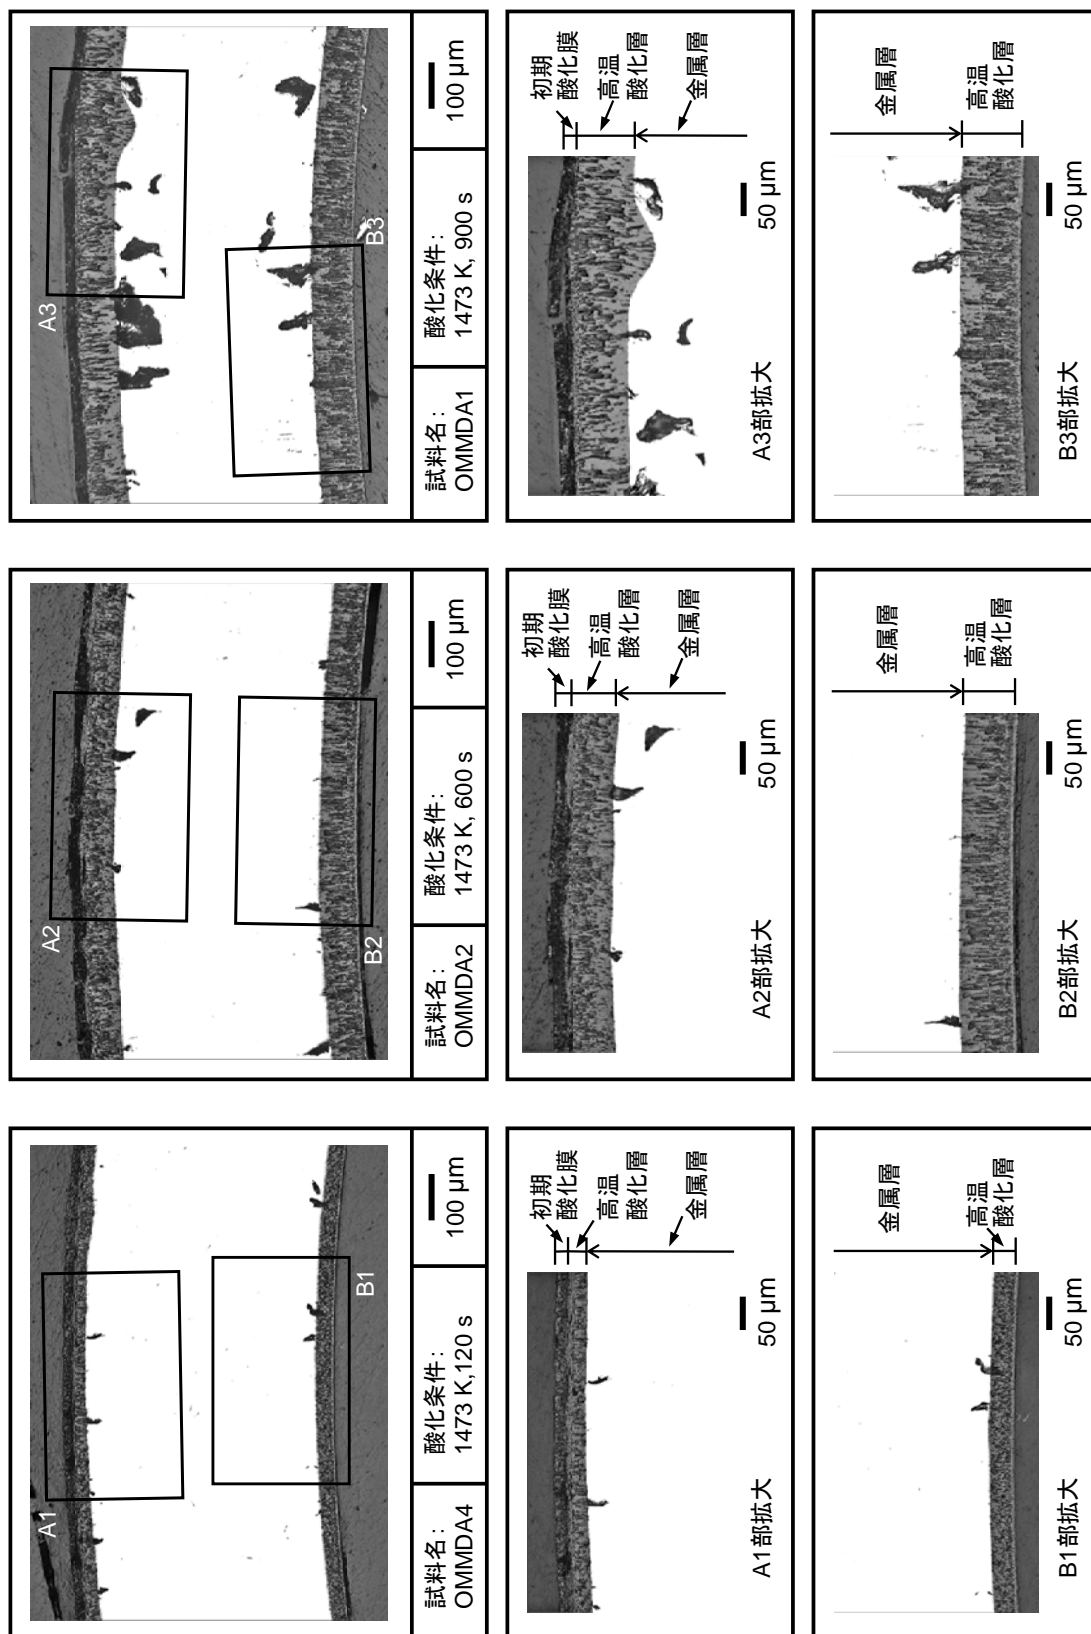 A1
B1
試料名：
OMMDA4
酸化条件：
1473 K,120 s
100 µm
初期
酸化膜
高温
酸化層
金属層
50 µm
A1部拡大
金属層
高温
酸化層
50 µm
B1部拡大
A2
B2
試料名：
OMMDA2
酸化条件：
1473 K, 600 s
100 µm
初期
酸化膜
高温
酸化層
金属層
50 µm
A2部拡大
金属層
高温
酸化層
50 µm
B2部拡大
A3
B3
試料名：
OMMDA1
酸化条件：
1473 K, 900 s
100 µm
初期
酸化膜
高温
酸化層
金属層
50 µm
A3部拡大
金属層
高温
酸化層
50 µm
B3部拡大